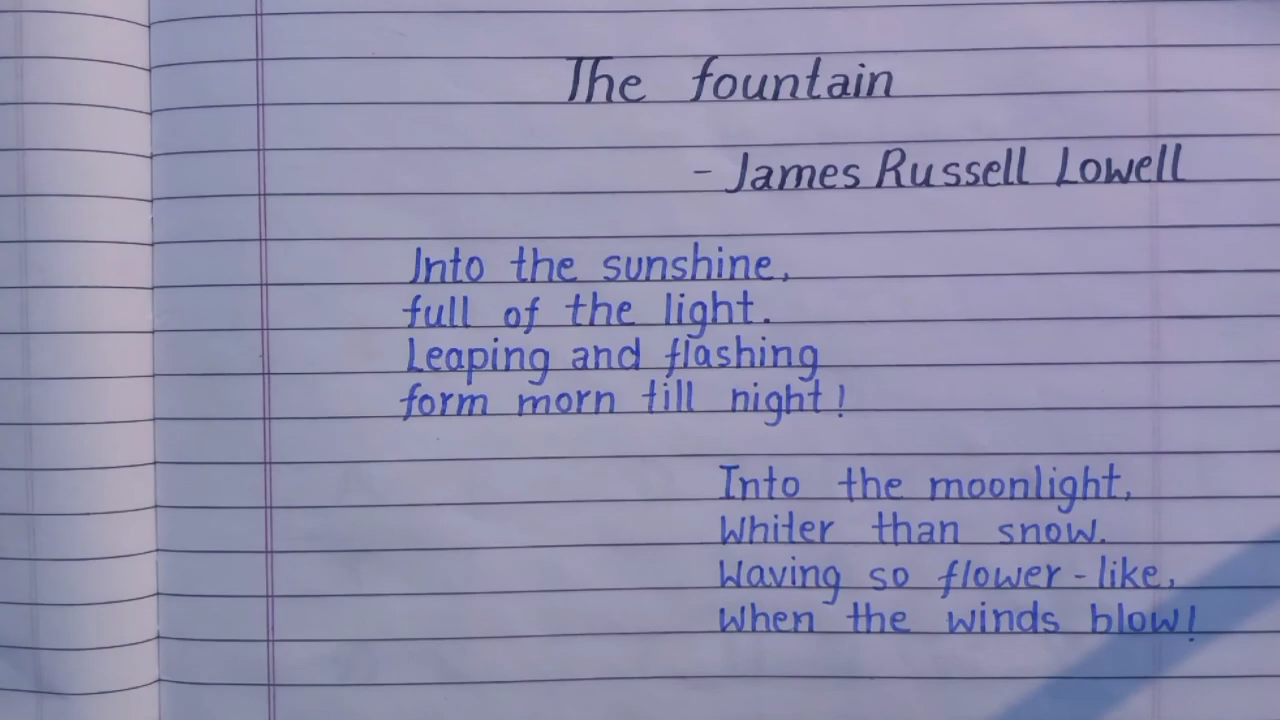 The fountain
- James Russell Lowell
Into the sunshine,
full of the light.
Leaping and flashing
form morn till night!
Into the moonlight,
Whiter than snow.
Waving so flower-like,
When the winds blow!